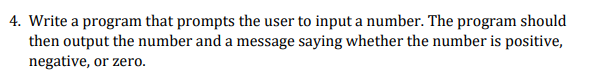 4. Write a program that prompts the user to input a number. The program should
then output the number and a message saying whether the number is positive,
negative, or zero.